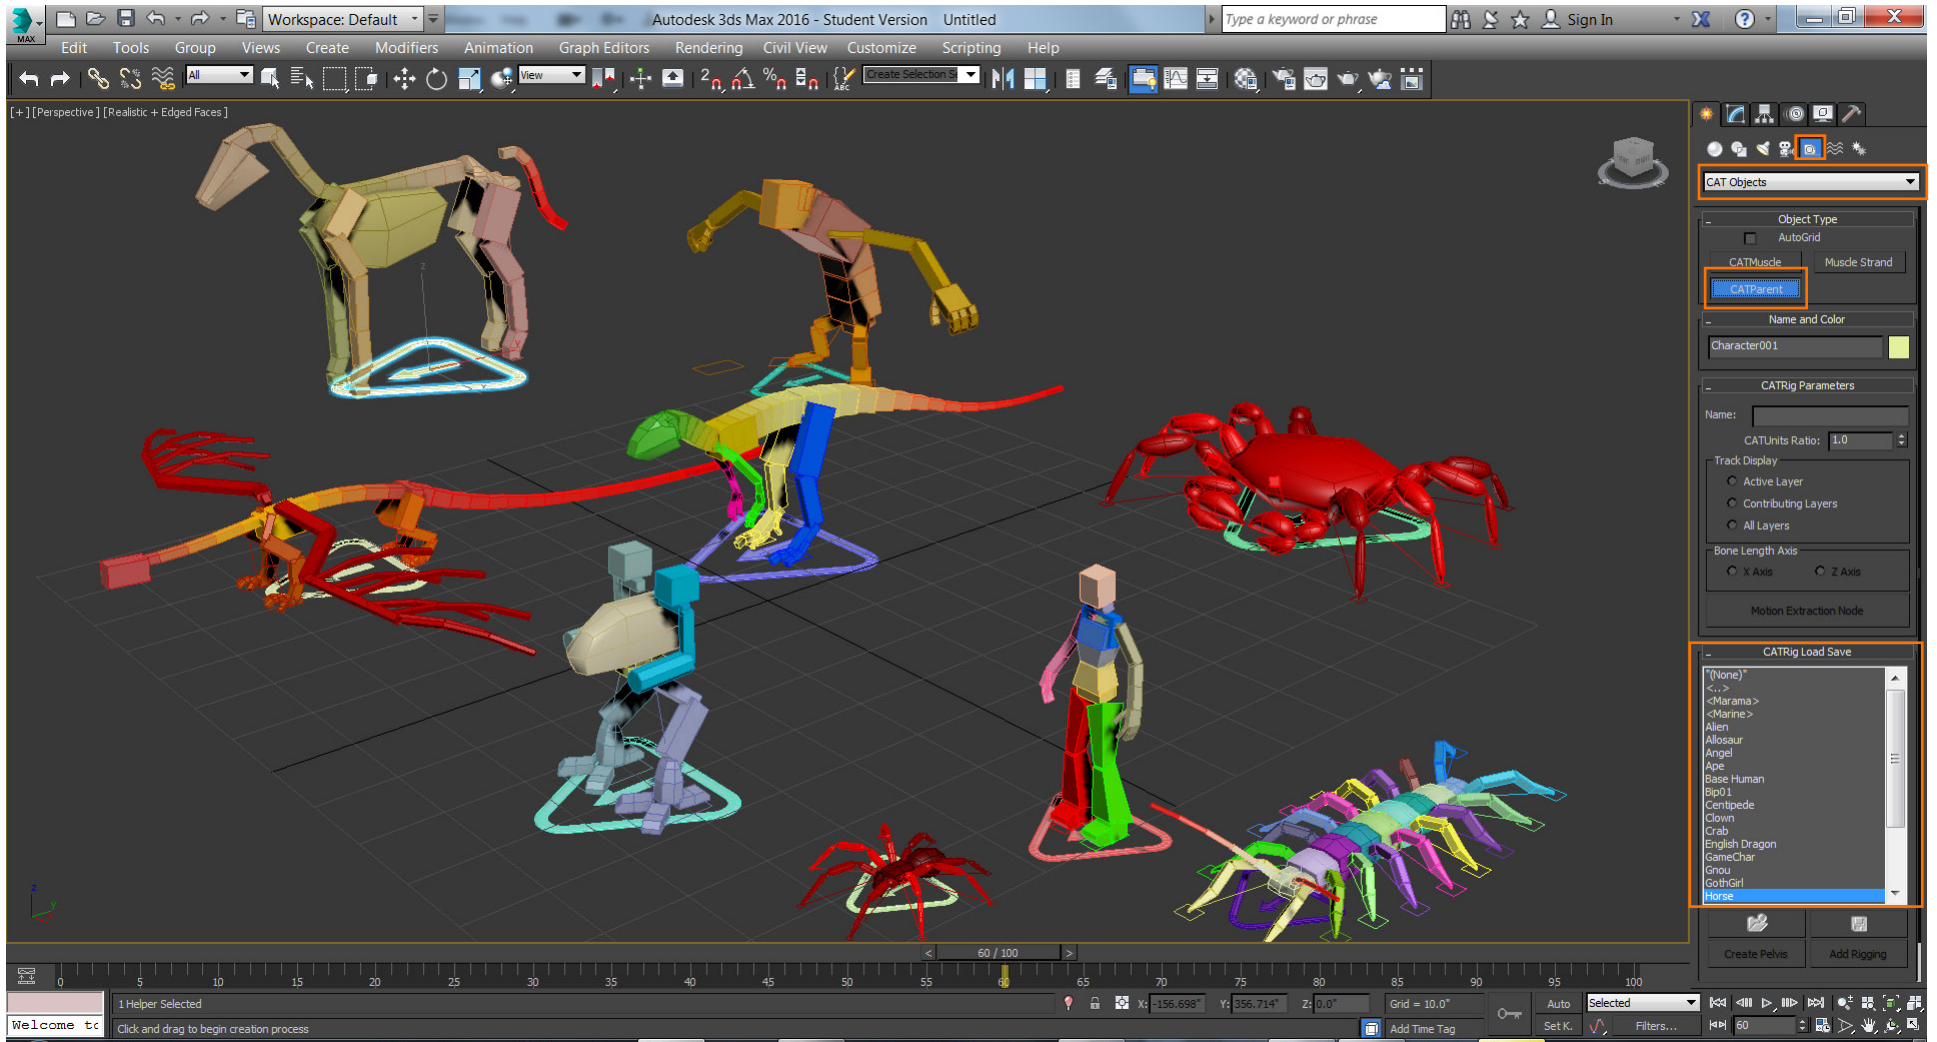 Workspace: Default
Autodesk 3ds Max 2016 - Student Version Untitled
Type a keyword or phrase
Sign In
MAX
Edit Tools Group Views Create Modifiers Animation Graph Editors Rendering Civil View Customize Scripting Help
All
View
Create Selection Se
ABC
[+] [Perspective ] [Realistic + Edged Faces ]
CAT Objects
Object Type
AutoGrid
CATMuscle Muscle Strand
CATParent
Name and Color
Character001
CATRig Parameters
Name:
CATUnits Ratio: 1.0
Track Display
Active Layer
Contributing Layers
All Layers
Bone Length Axis
X Axis Z Axis
Motion Extraction Node
CATRig Load Save
"(None)"
<..>
<Marama>
<Marine>
Alien
Allosaur
Angel
Ape
Base Human
Bip01
Centipede
Clown
Crab
English Dragon
GameChar
Gnou
GothGirl
Horse
Create Pelvis Add Rigging
< 60 / 100 >
0 5 10 15 20 25 30 35 40 45 50 55 60 65 70 75 80 85 90 95 100
1 Helper Selected
X: -156.698" Y: 356.714" Z: 0.0" Grid = 10.0"
Auto Selected
Welcome to
Click and drag to begin creation process
Add Time Tag
Set K. Filters...
60